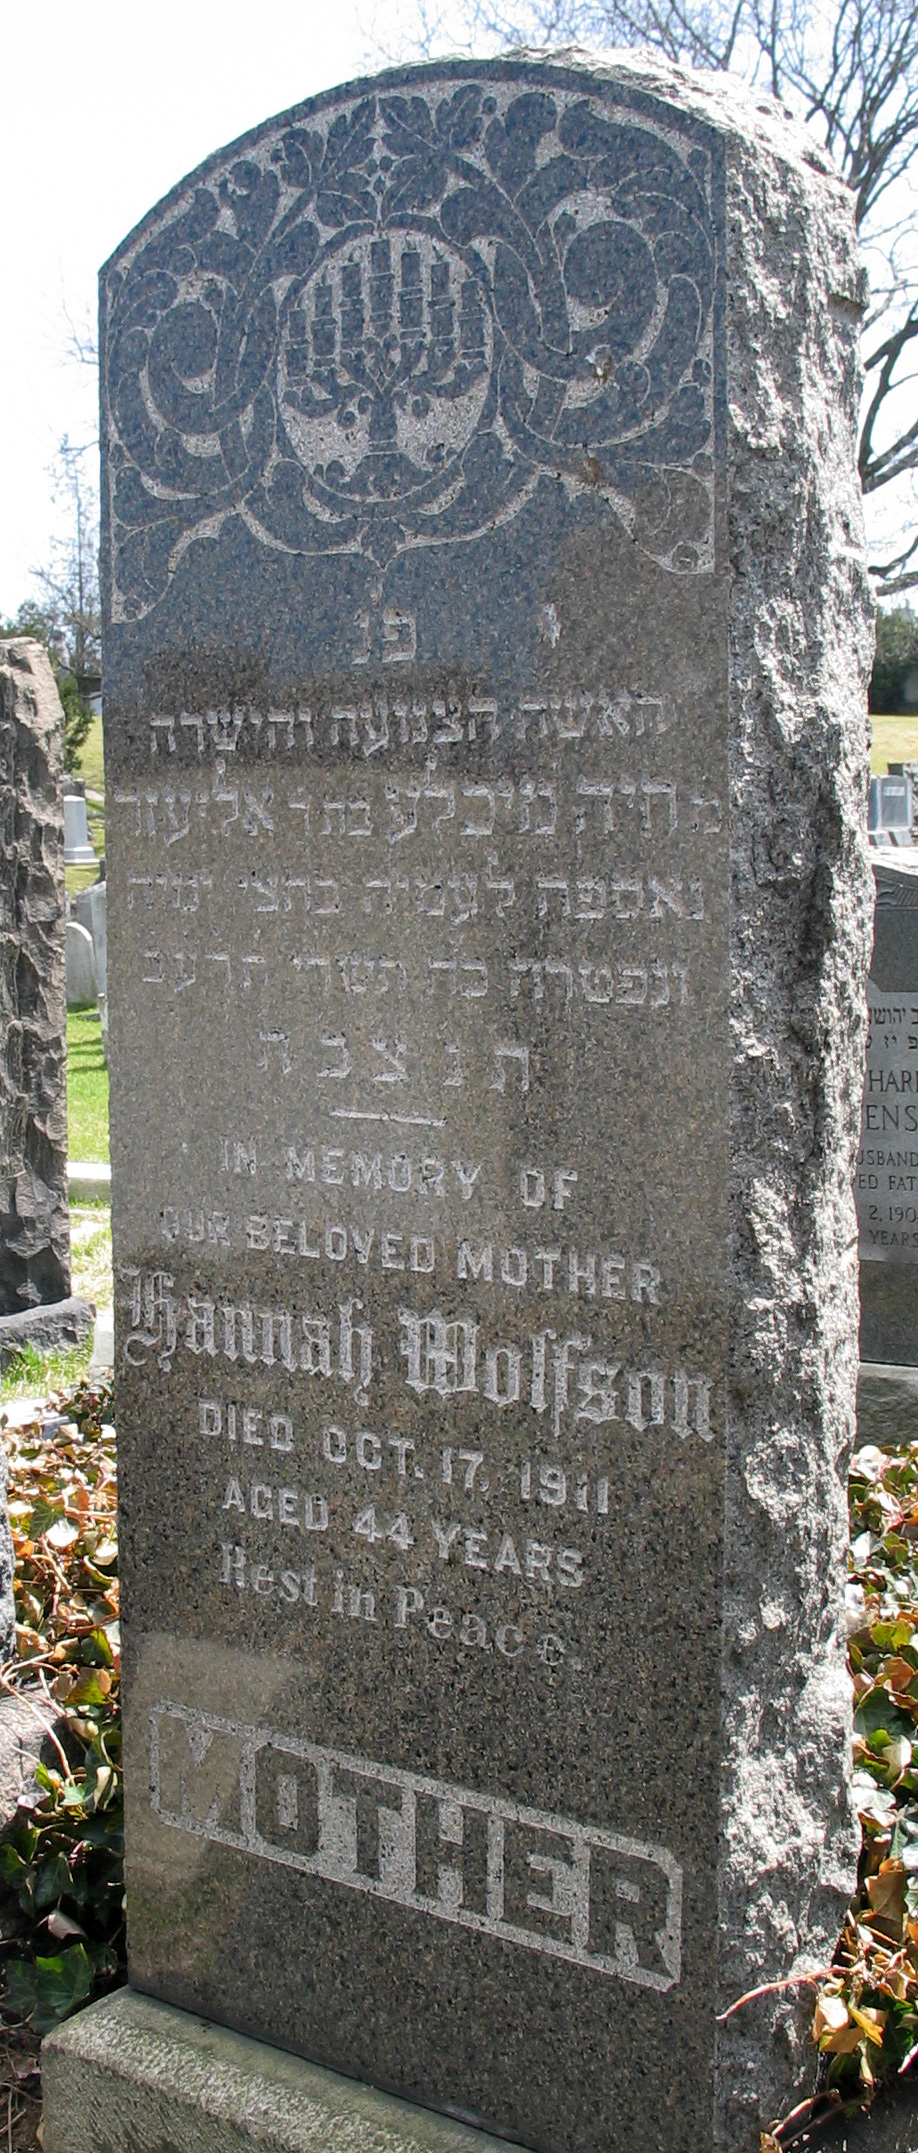 פ נ
האשה הצנועה והישרה
מ חיה מיכלע בת ר אליעזר
נאספה לעמיה בחצי ימיה
ונפטרה כה תשרי תרעב
ת נ צ ב ה
IN MEMORY OF
OUR BELOVED MOTHER
Hannah Wolfson
DIED OCT. 17, 1911
AGED 44 YEARS
Rest in Peace.
MOTHER